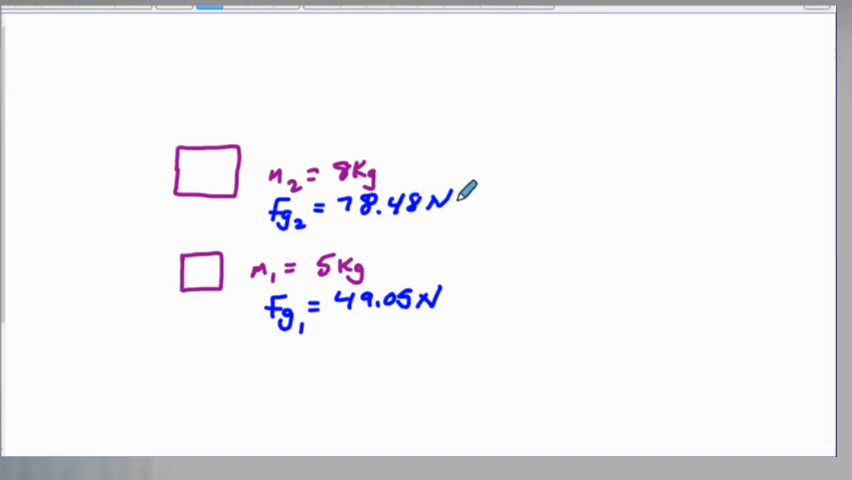 m₂ = 8Kg
Fg₂ = 78.48N
m₁ = 5Kg
Fg₁ = 49.05N